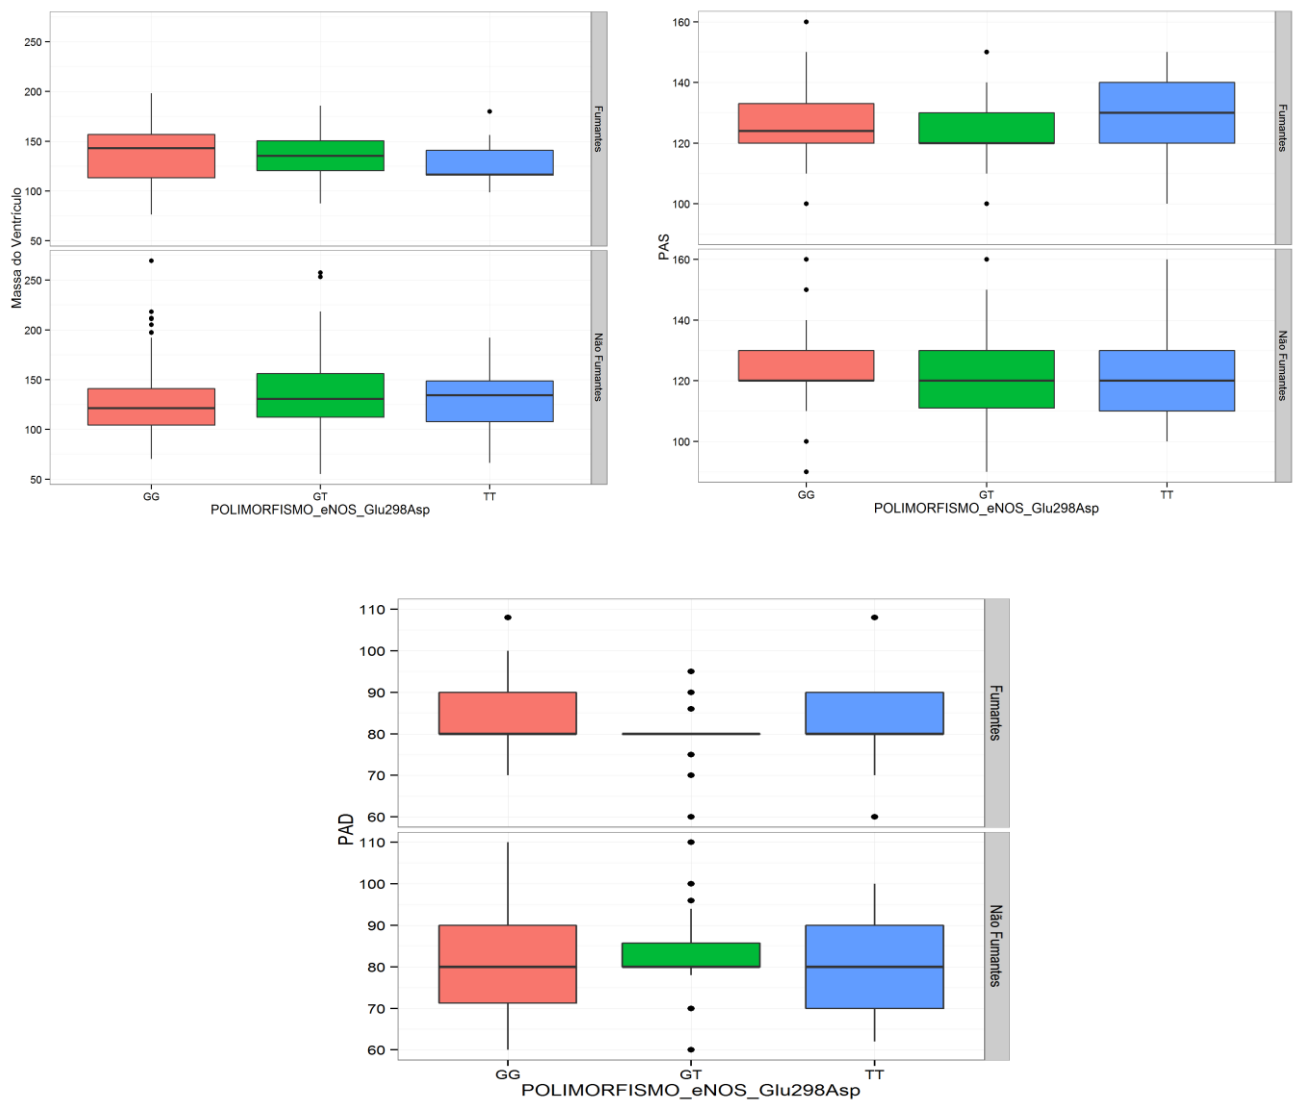 250
200
150
100
50
Fumantes
Massa do Ventrículo
250
200
150
100
50
Não Fumantes
GG GT TT
POLIMORFISMO_eNOS_Glu298Asp
160
140
120
100
Fumantes
PAS
160
140
120
100
Não Fumantes
GG GT TT
POLIMORFISMO_eNOS_Glu298Asp
110
100
90
80
70
60
Fumantes
PAD
110
100
90
80
70
60
Não Fumantes
GG GT TT
POLIMORFISMO_eNOS_Glu298Asp